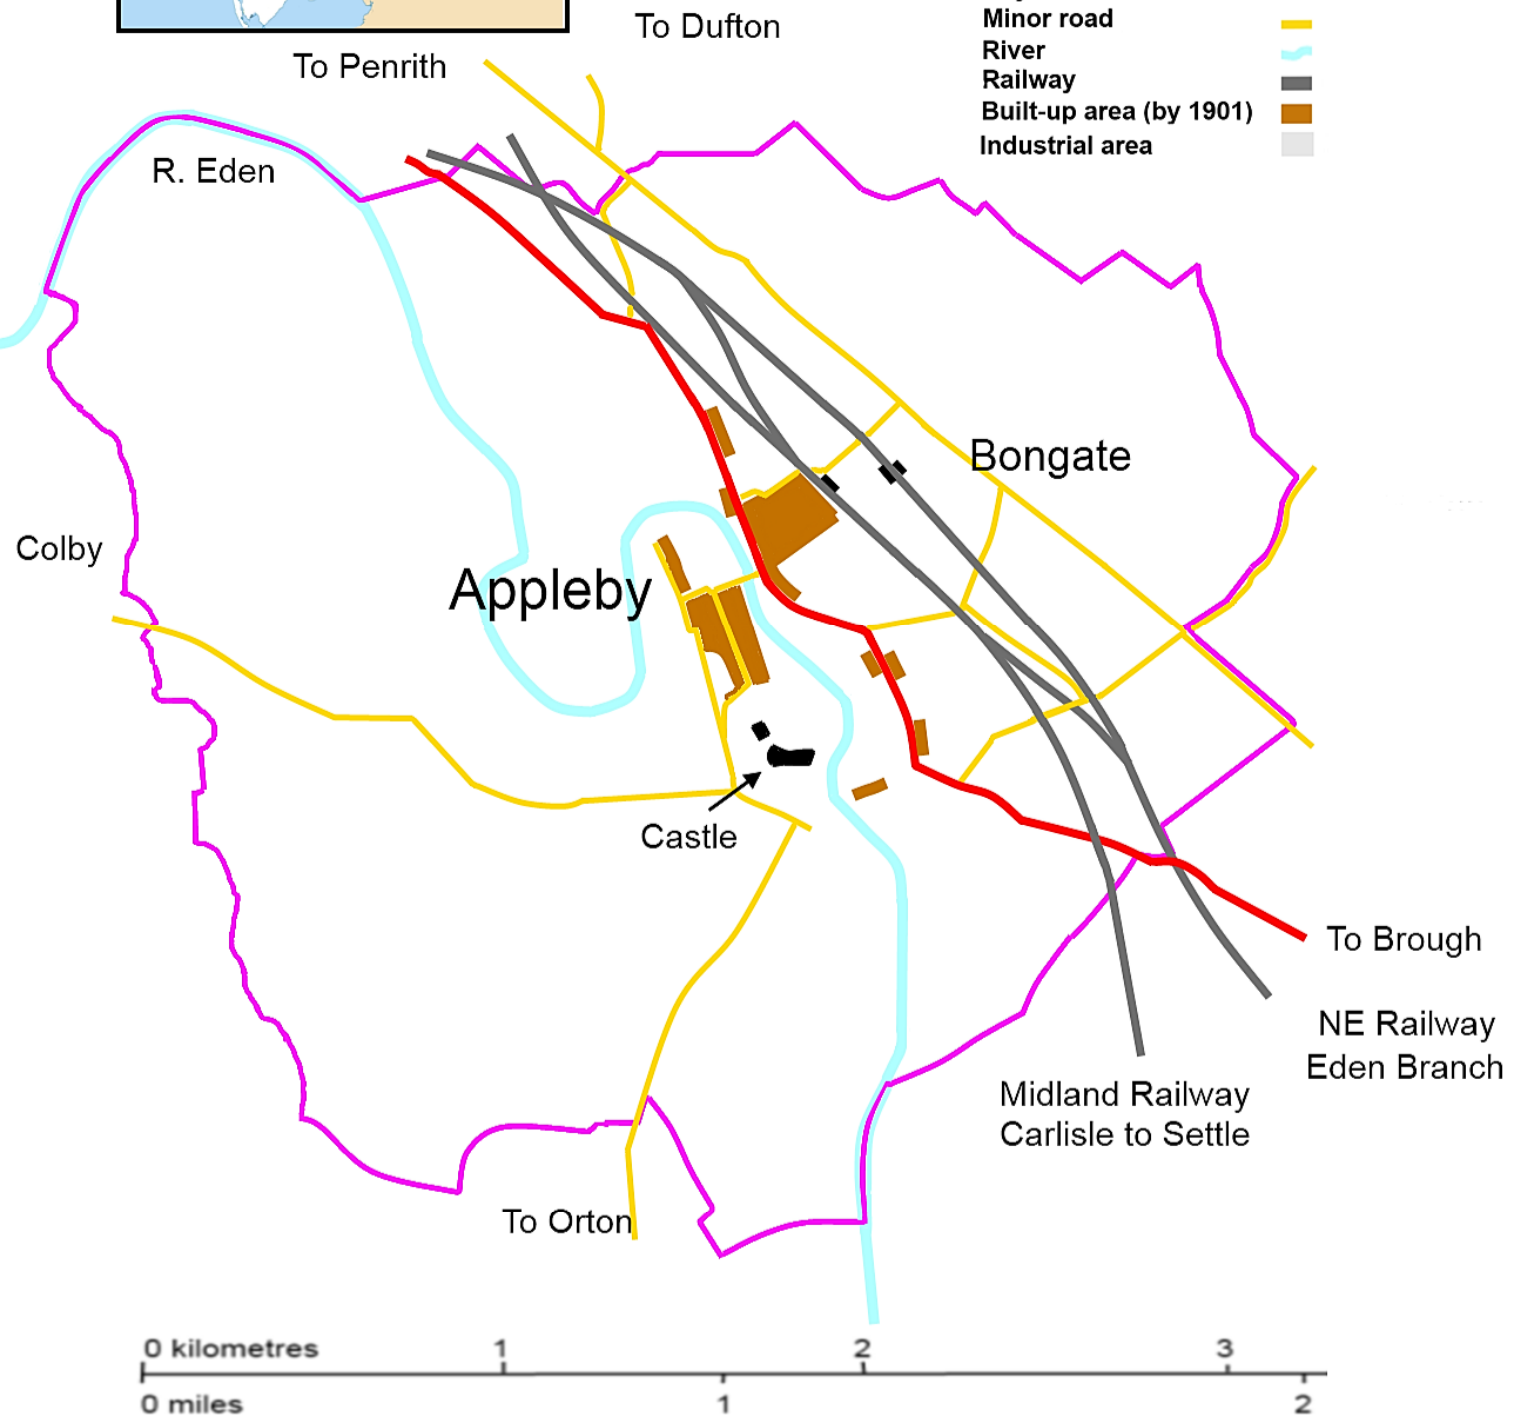 To Dufton
Minor road
River
To Penrith
Railway
Built-up area (by 1901)
Industrial area
R. Eden
Bongate
Colby
Appleby
Castle
To Brough
NE Railway
Eden Branch
Midland Railway
Carlisle to Settle
To Orton
0 kilometres 1 2 3
0 miles 1 2